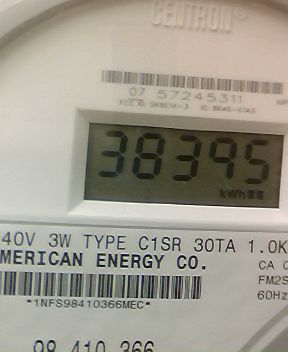 CENTRON®
07 57245311
38395
kWh
40V 3W TYPE C1SR 30TA 1.0K
MERICAN ENERGY CO.
CA
FM2S
60Hz
*1NFS98410366MEC*
98 410 366